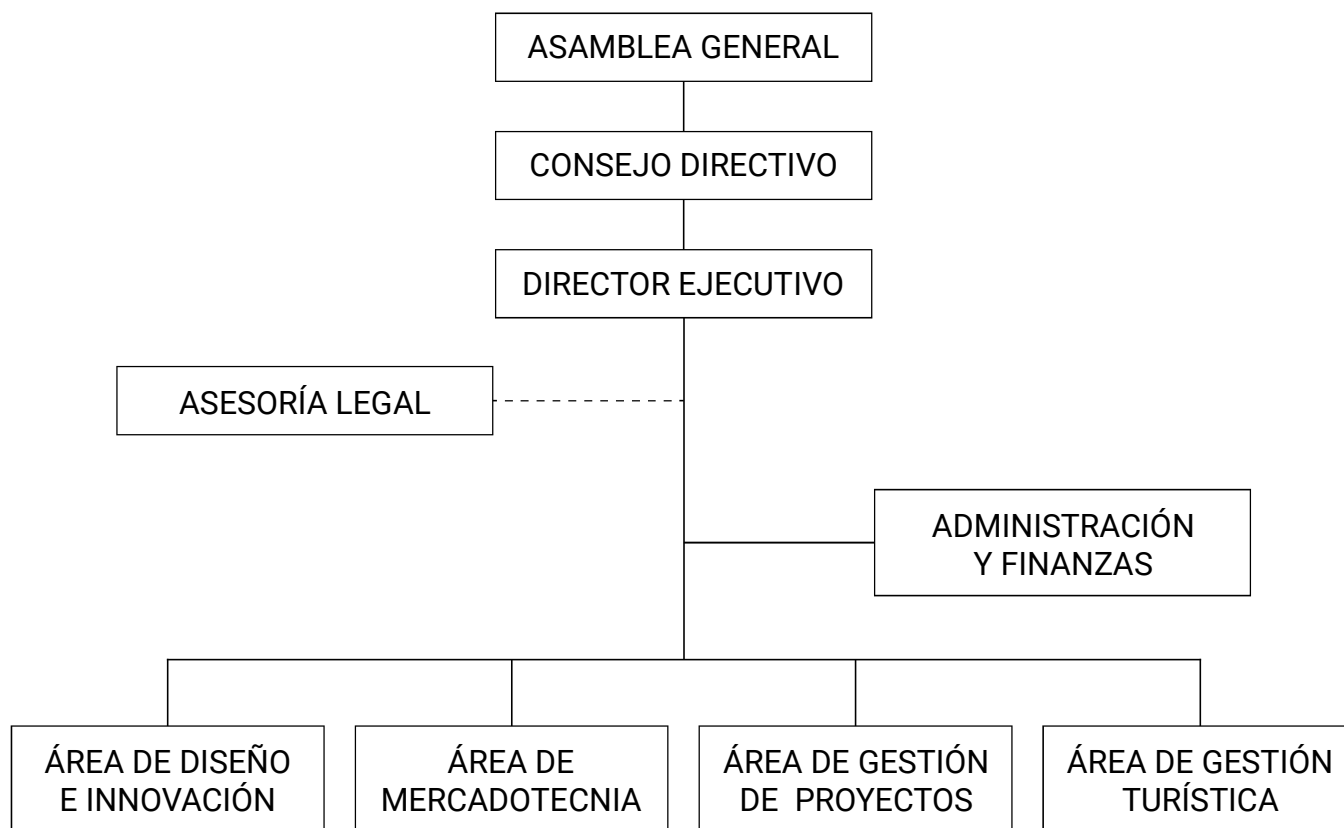 ASAMBLEA GENERAL
CONSEJO DIRECTIVO
DIRECTOR EJECUTIVO
ASESORÍA LEGAL
ADMINISTRACIÓN
Y FINANZAS
ÁREA DE DISEÑO
E INNOVACIÓN
ÁREA DE
MERCADOTECNIA
ÁREA DE GESTIÓN
DE PROYECTOS
ÁREA DE GESTIÓN
TURÍSTICA